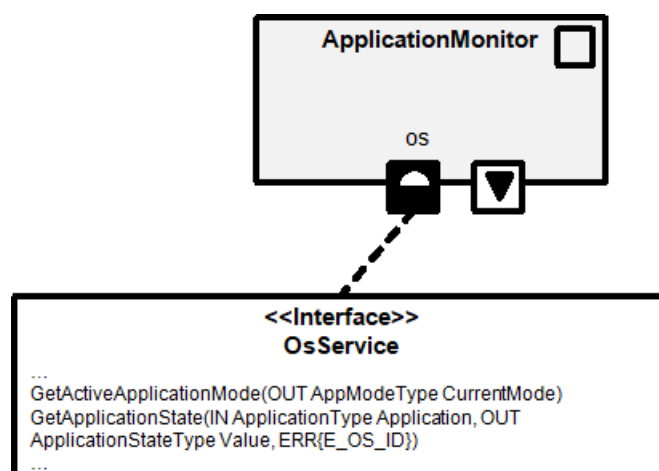 ApplicationMonitor
os
<<Interface>>
OsService
...
GetActiveApplicationMode(OUT AppModeType CurrentMode)
GetApplicationState(IN ApplicationType Application, OUT
ApplicationStateType Value, ERR{E_OS_ID})
...